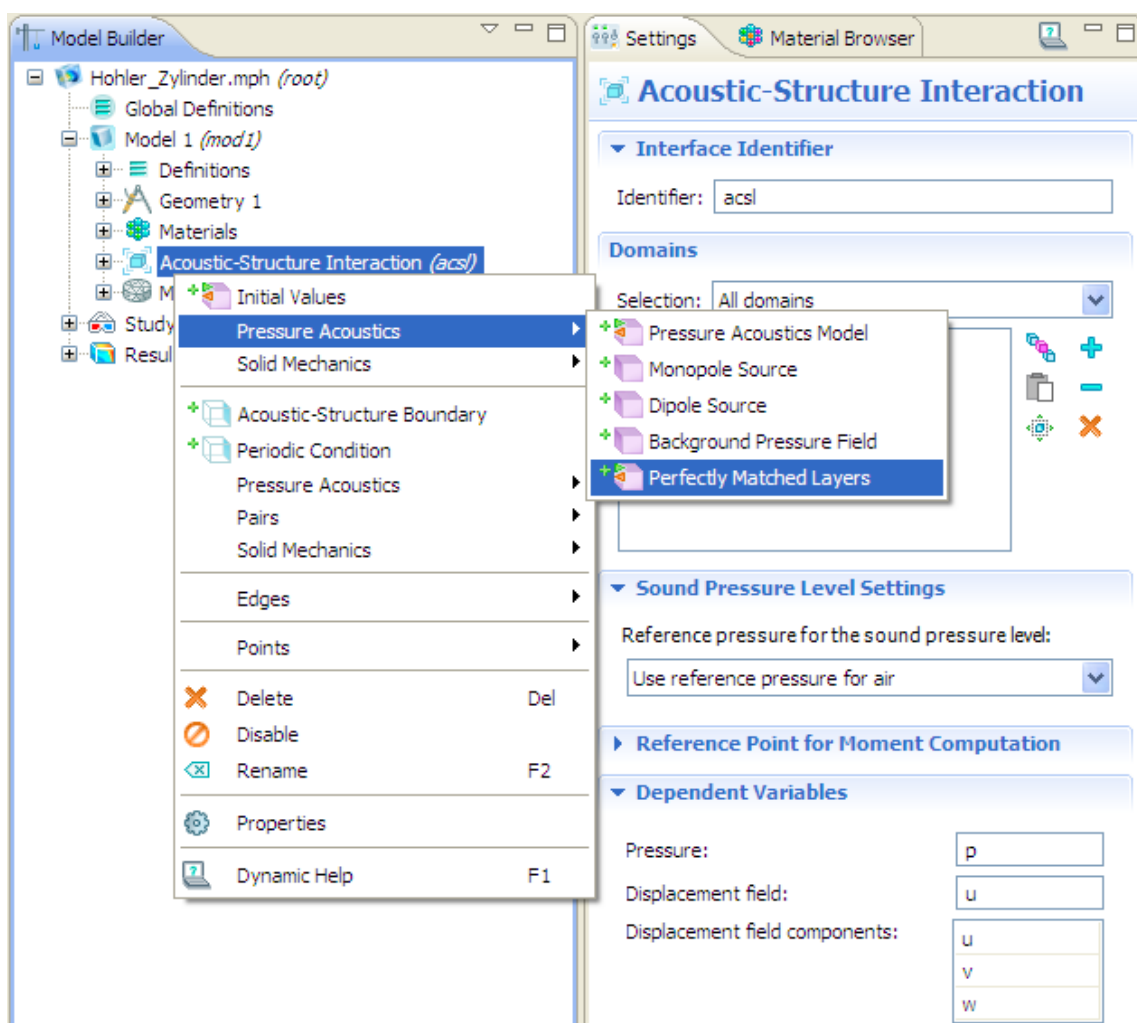 Model Builder
Hohler_Zylinder.mph (root)
Global Definitions
Model 1 (mod1)
Definitions
Geometry 1
Materials
Acoustic-Structure Interaction (acsl)
M
Study
Resul
Initial Values
Pressure Acoustics
Solid Mechanics
Acoustic-Structure Boundary
Periodic Condition
Pressure Acoustics
Pairs
Solid Mechanics
Edges
Points
Delete Del
Disable
Rename F2
Properties
Dynamic Help F1
Pressure Acoustics Model
Monopole Source
Dipole Source
Background Pressure Field
Perfectly Matched Layers
Settings Material Browser
Acoustic-Structure Interaction
Interface Identifier
Identifier: acsl
Domains
Selection: All domains
Sound Pressure Level Settings
Reference pressure for the sound pressure level:
Use reference pressure for air
Reference Point for Moment Computation
Dependent Variables
Pressure: p
Displacement field: u
Displacement field components: u
v
w